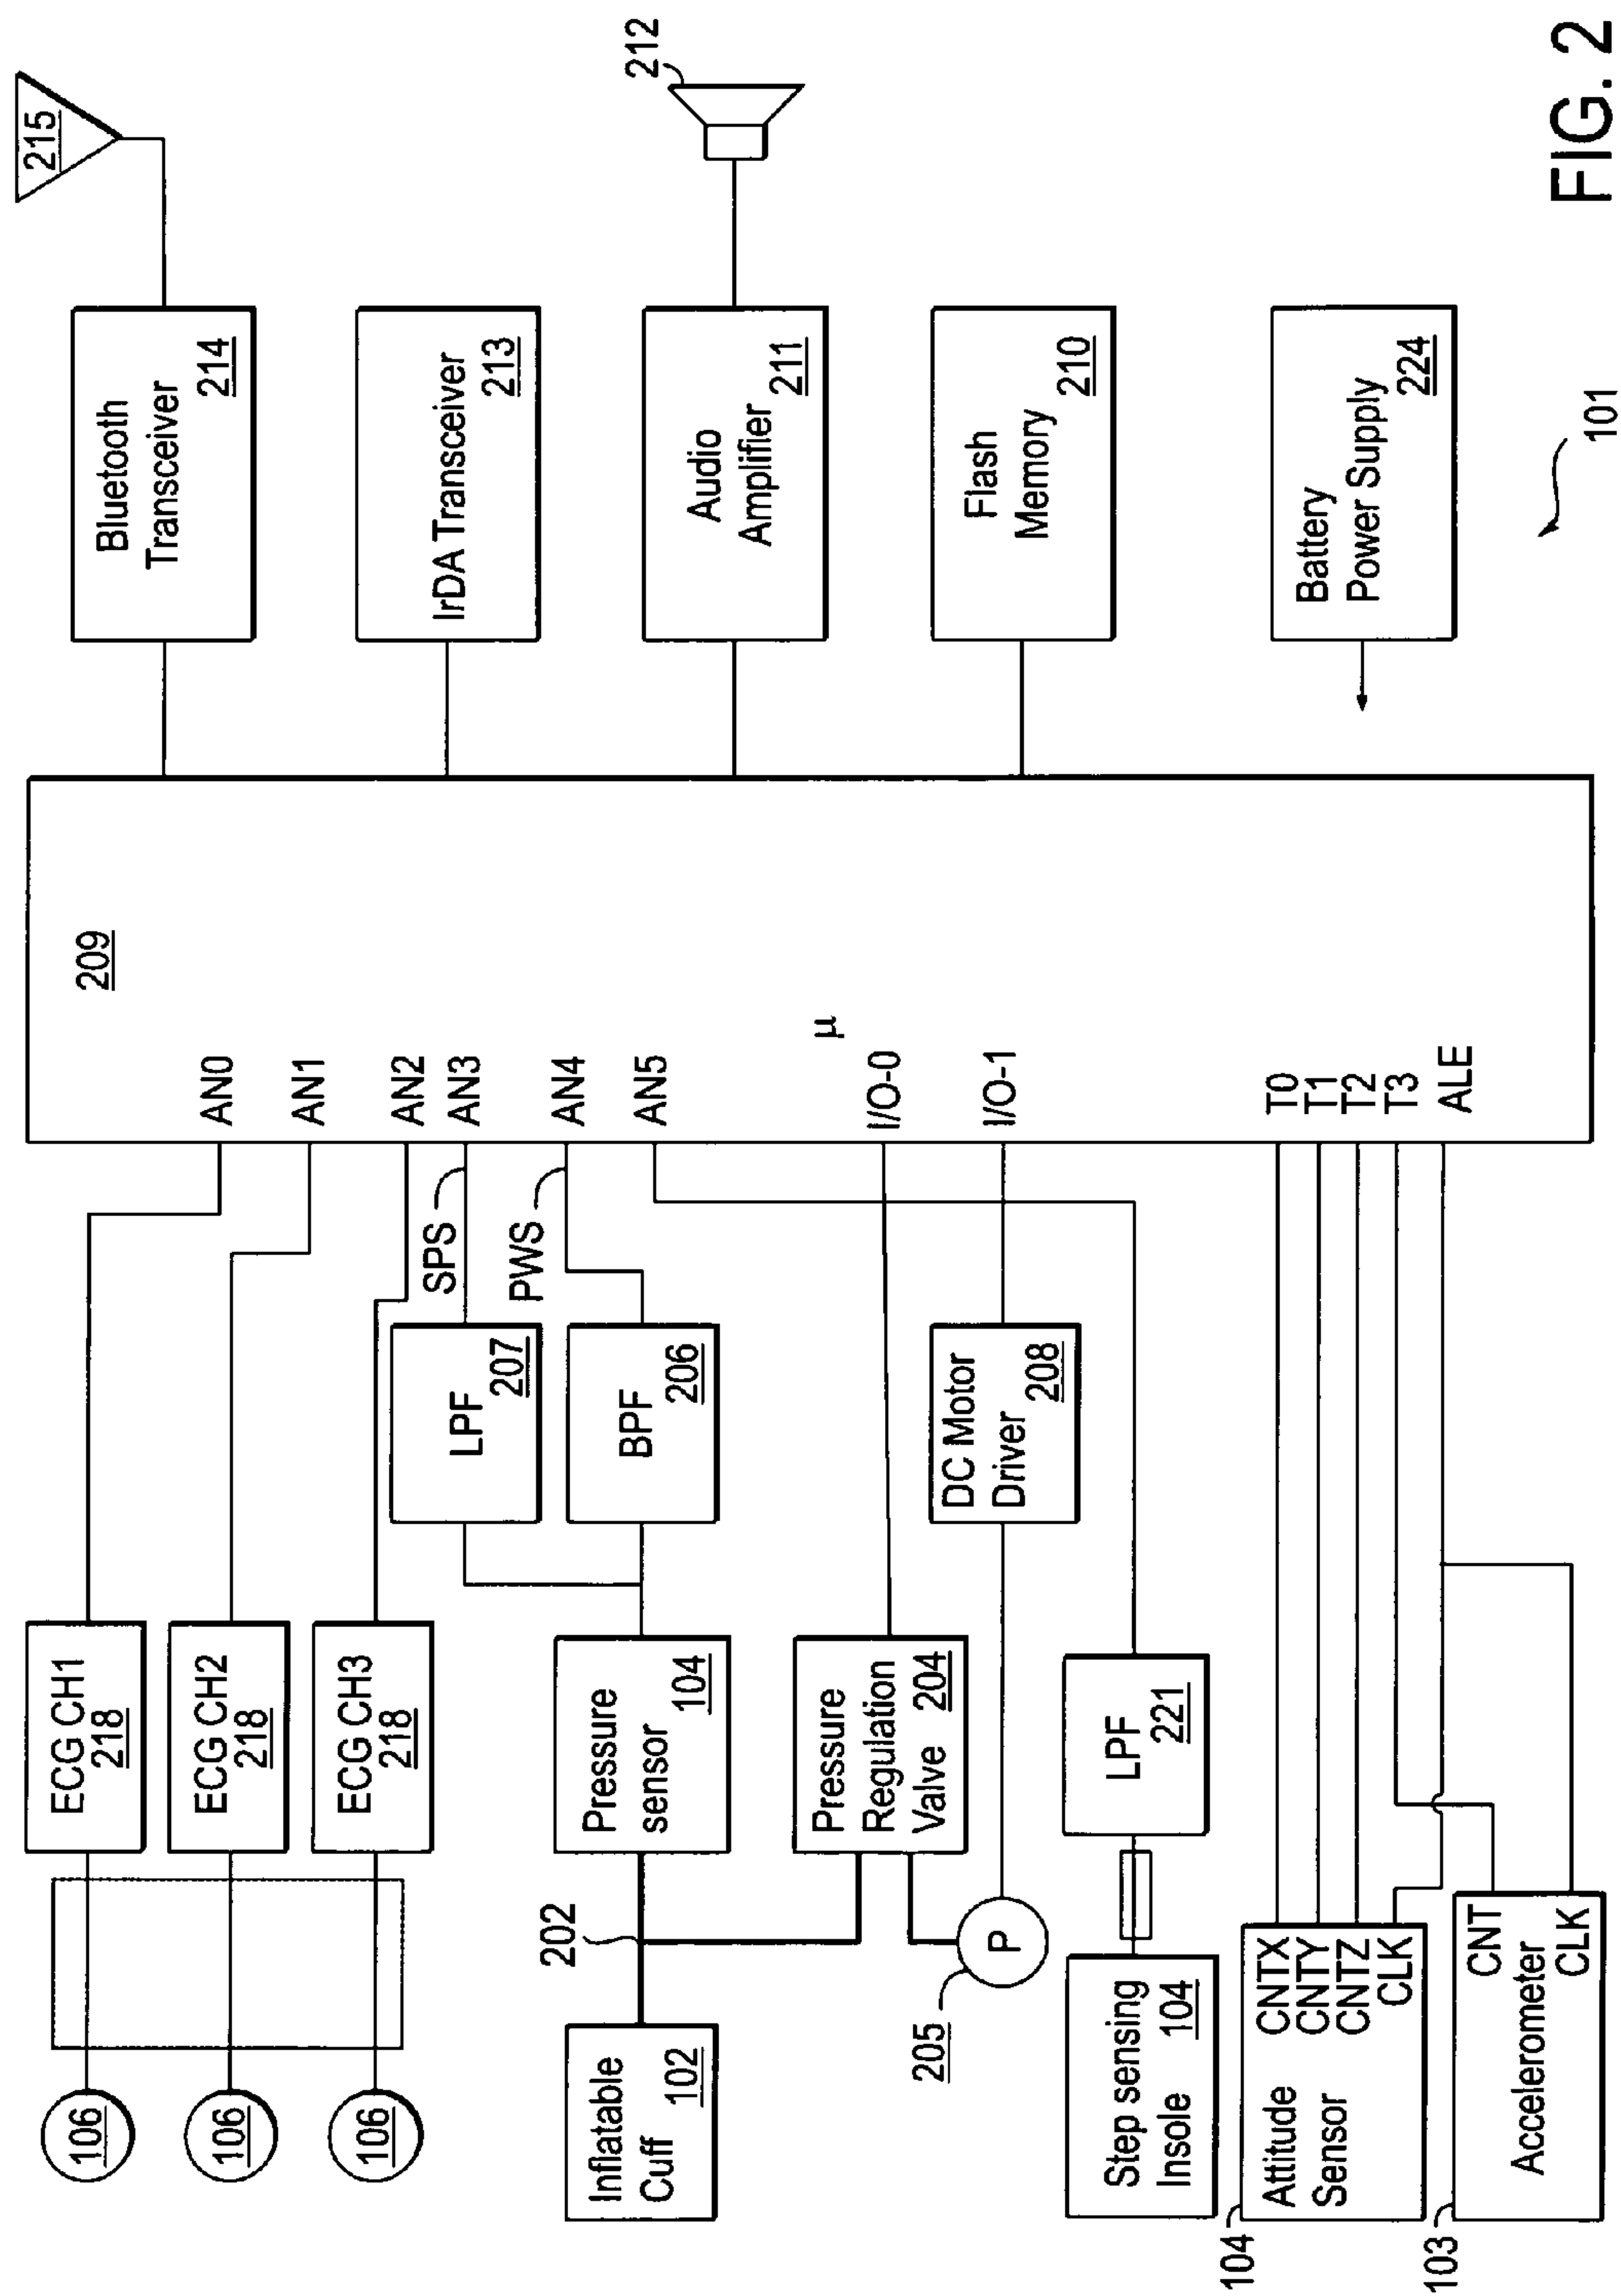 106
106
106
ECG CH1
218
ECG CH2
218
ECG CH3
218
Inflatable
Cuff
102
202
Pressure
sensor
104
LPF
207
BPF
206
SPS
PWS
Pressure
Regulation
Valve 204
P
205
DC Motor
Driver
208
Step sensing
Insole 104
LPF
221
104
Attitude
Sensor
CNTX
CNTY
CNTZ
CLK
103
Accelerometer
CNT
CLK
AN0
AN1
AN2
AN3
AN4
AN5
I/O-0
I/O-1
T0
T1
T2
T3
ALE
209
μ
Bluetooth
Transceiver
214
215
IrDA Transceiver
213
Audio
Amplifier
211
212
Flash
Memory
210
Battery
Power Supply
224
101
FIG. 2